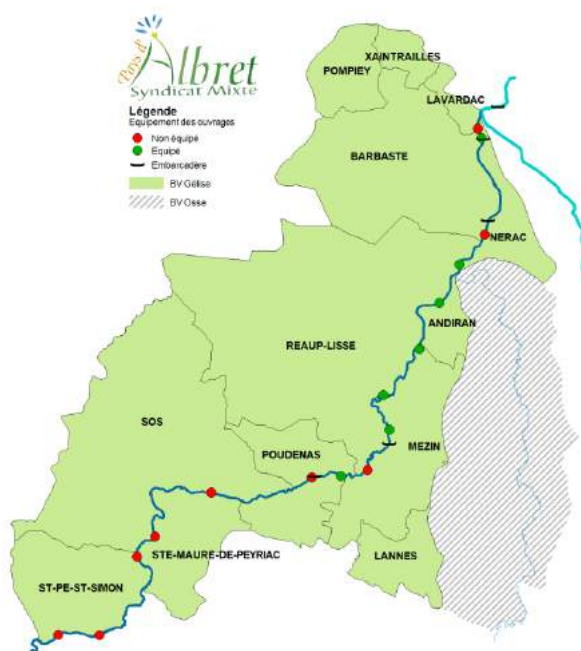 Pays d'
Albret
Syndicat Mixte
Légende
Equipement des ouvrages
Non équipé
Equipé
Embarcadère
BV Gélise
BV Osse
XAINTRAILLES
POMPIEY
LAVARDAC
BARBASTE
NERAC
ANDIRAN
REAUP-LISSE
SOS
MEZIN
POUDENAS
STE-MAURE-DE-PEYRIAC
LANNES
ST-PE-ST-SIMON